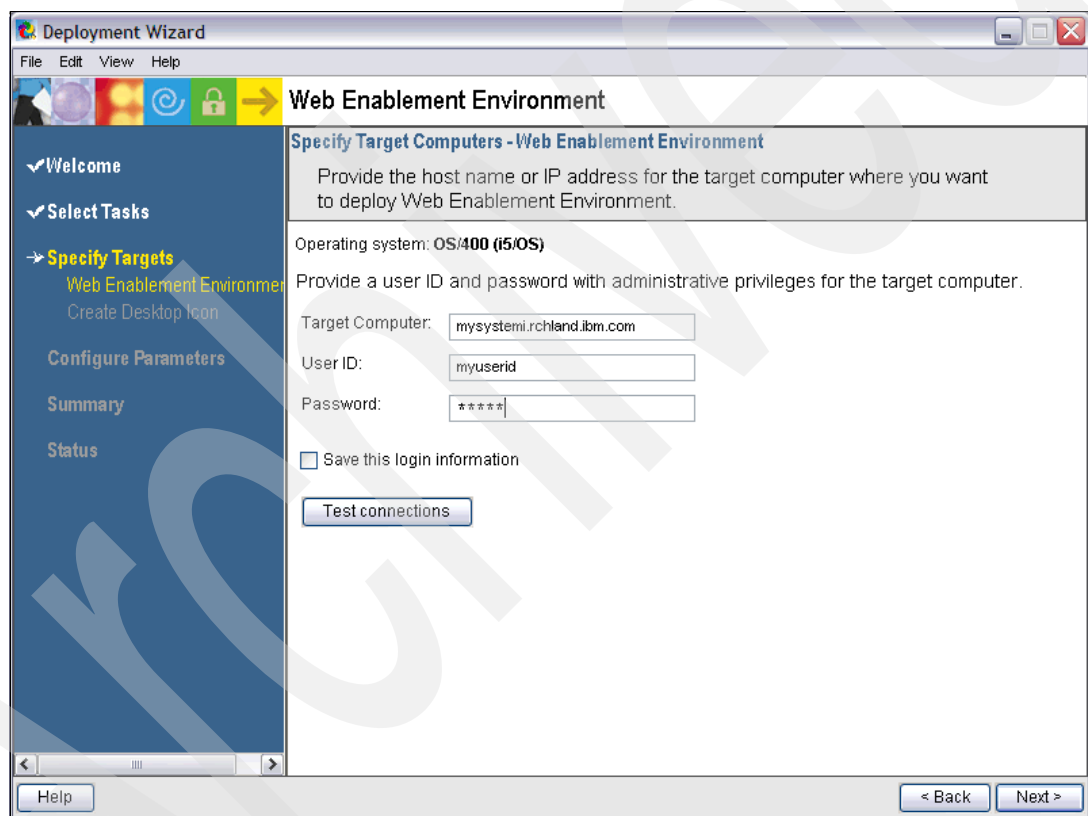 Deployment Wizard
File Edit View Help
Web Enablement Environment
Welcome
Select Tasks
Specify Targets
Web Enablement Environmen
Create Desktop Icon
Configure Parameters
Summary
Status
Specify Target Computers - Web Enablement Environment
Provide the host name or IP address for the target computer where you want
to deploy Web Enablement Environment.
Operating system: OS/400 (i5/OS)
Provide a user ID and password with administrative privileges for the target computer.
Target Computer: mysystemi.rchland.ibm.com
User ID: myuserid
Password: *****
Save this login information
Test connections
Help
< Back
Next >